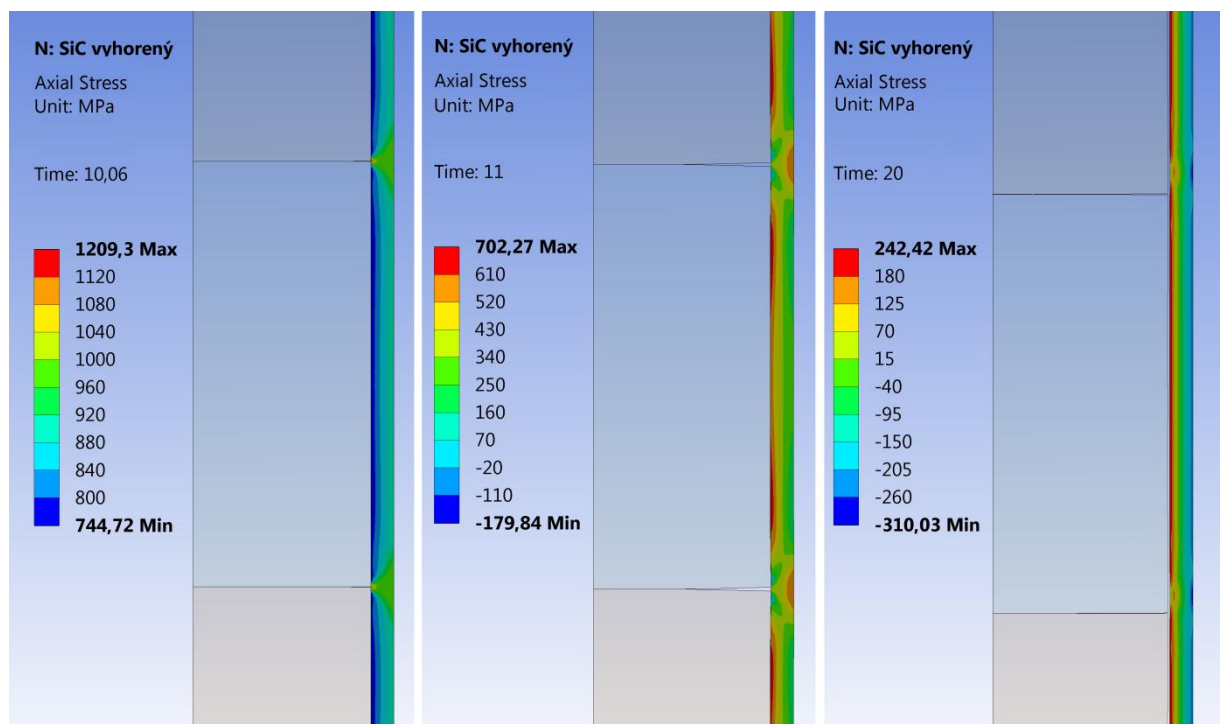 N: SiC vyhorený
Axial Stress
Unit: MPa
Time: 10,06
1209,3 Max
1120
1080
1040
1000
960
920
880
840
800
744,72 Min
N: SiC vyhorený
Axial Stress
Unit: MPa
Time: 11
702,27 Max
610
520
430
340
250
160
70
-20
-110
-179,84 Min
N: SiC vyhorený
Axial Stress
Unit: MPa
Time: 20
242,42 Max
180
125
70
15
-40
-95
-150
-205
-260
-310,03 Min